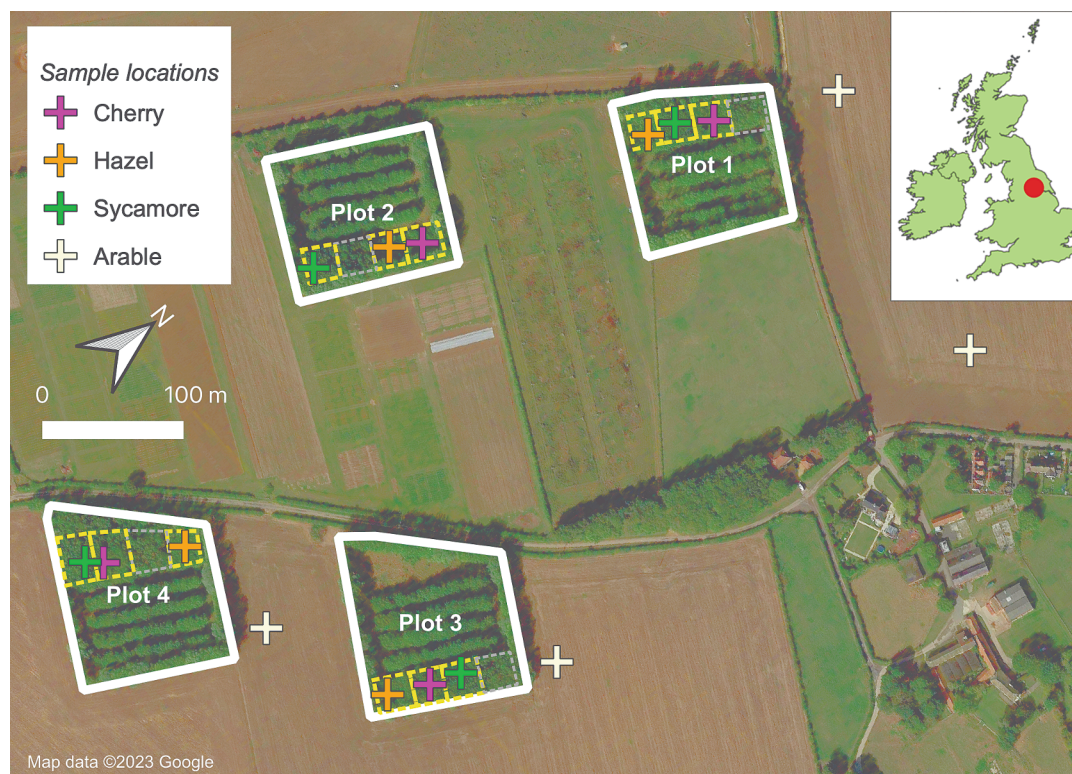 Sample locations
Cherry
Hazel
Sycamore
Arable
N
0 100 m
Plot 1
Plot 2
Plot 4
Plot 3
Map data ©2023 Google